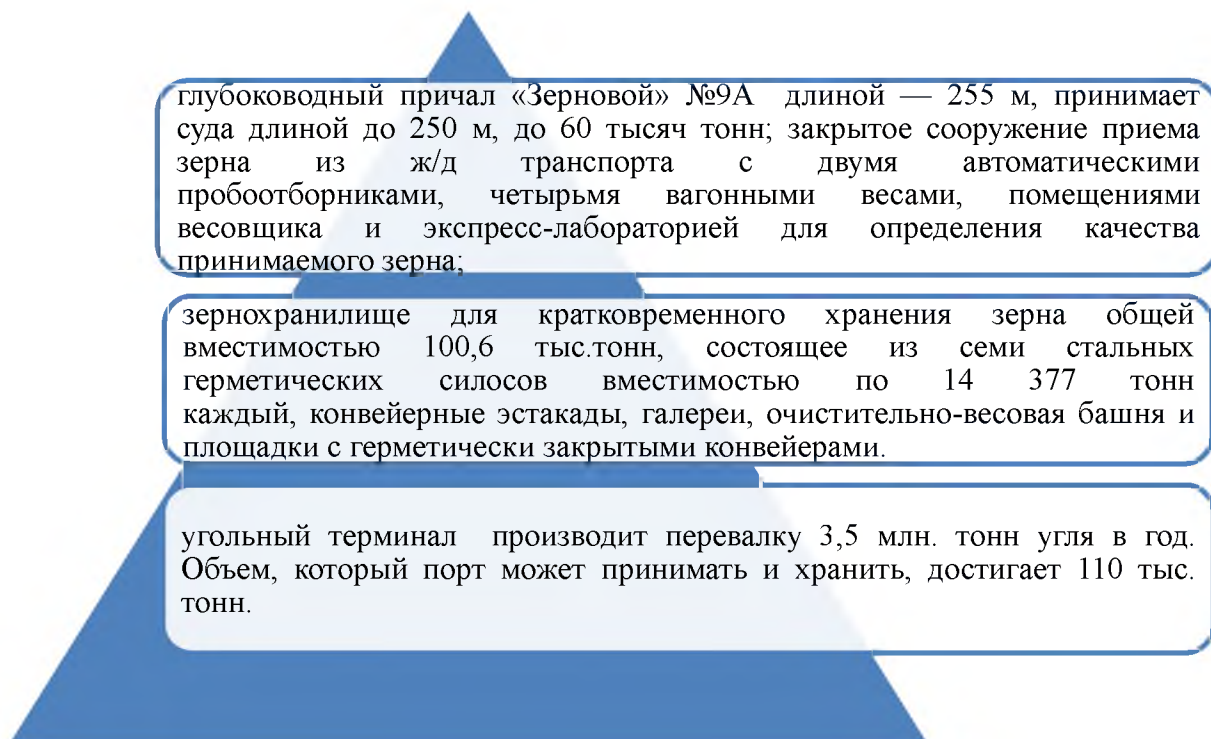 глубоководный причал «Зерновой» №9А длиной — 255 м, принимает
суда длиной до 250 м, до 60 тысяч тонн; закрытое сооружение приема
зерна из ж/д транспорта с двумя автоматическими
пробоотборниками, четырьмя вагонными весами, помещениями
весовщика и экспресс-лабораторией для определения качества
принимаемого зерна;
зернохранилище для кратковременного хранения зерна общей
вместимостью 100,6 тыс.тонн, состоящее из семи стальных
герметических силосов вместимостью по 14 377 тонн
каждый, конвейерные эстакады, галереи, очистительно-весовая башня и
площадки с герметически закрытыми конвейерами.
угольный терминал производит перевалку 3,5 млн. тонн угля в год.
Объем, который порт может принимать и хранить, достигает 110 тыс.
тонн.